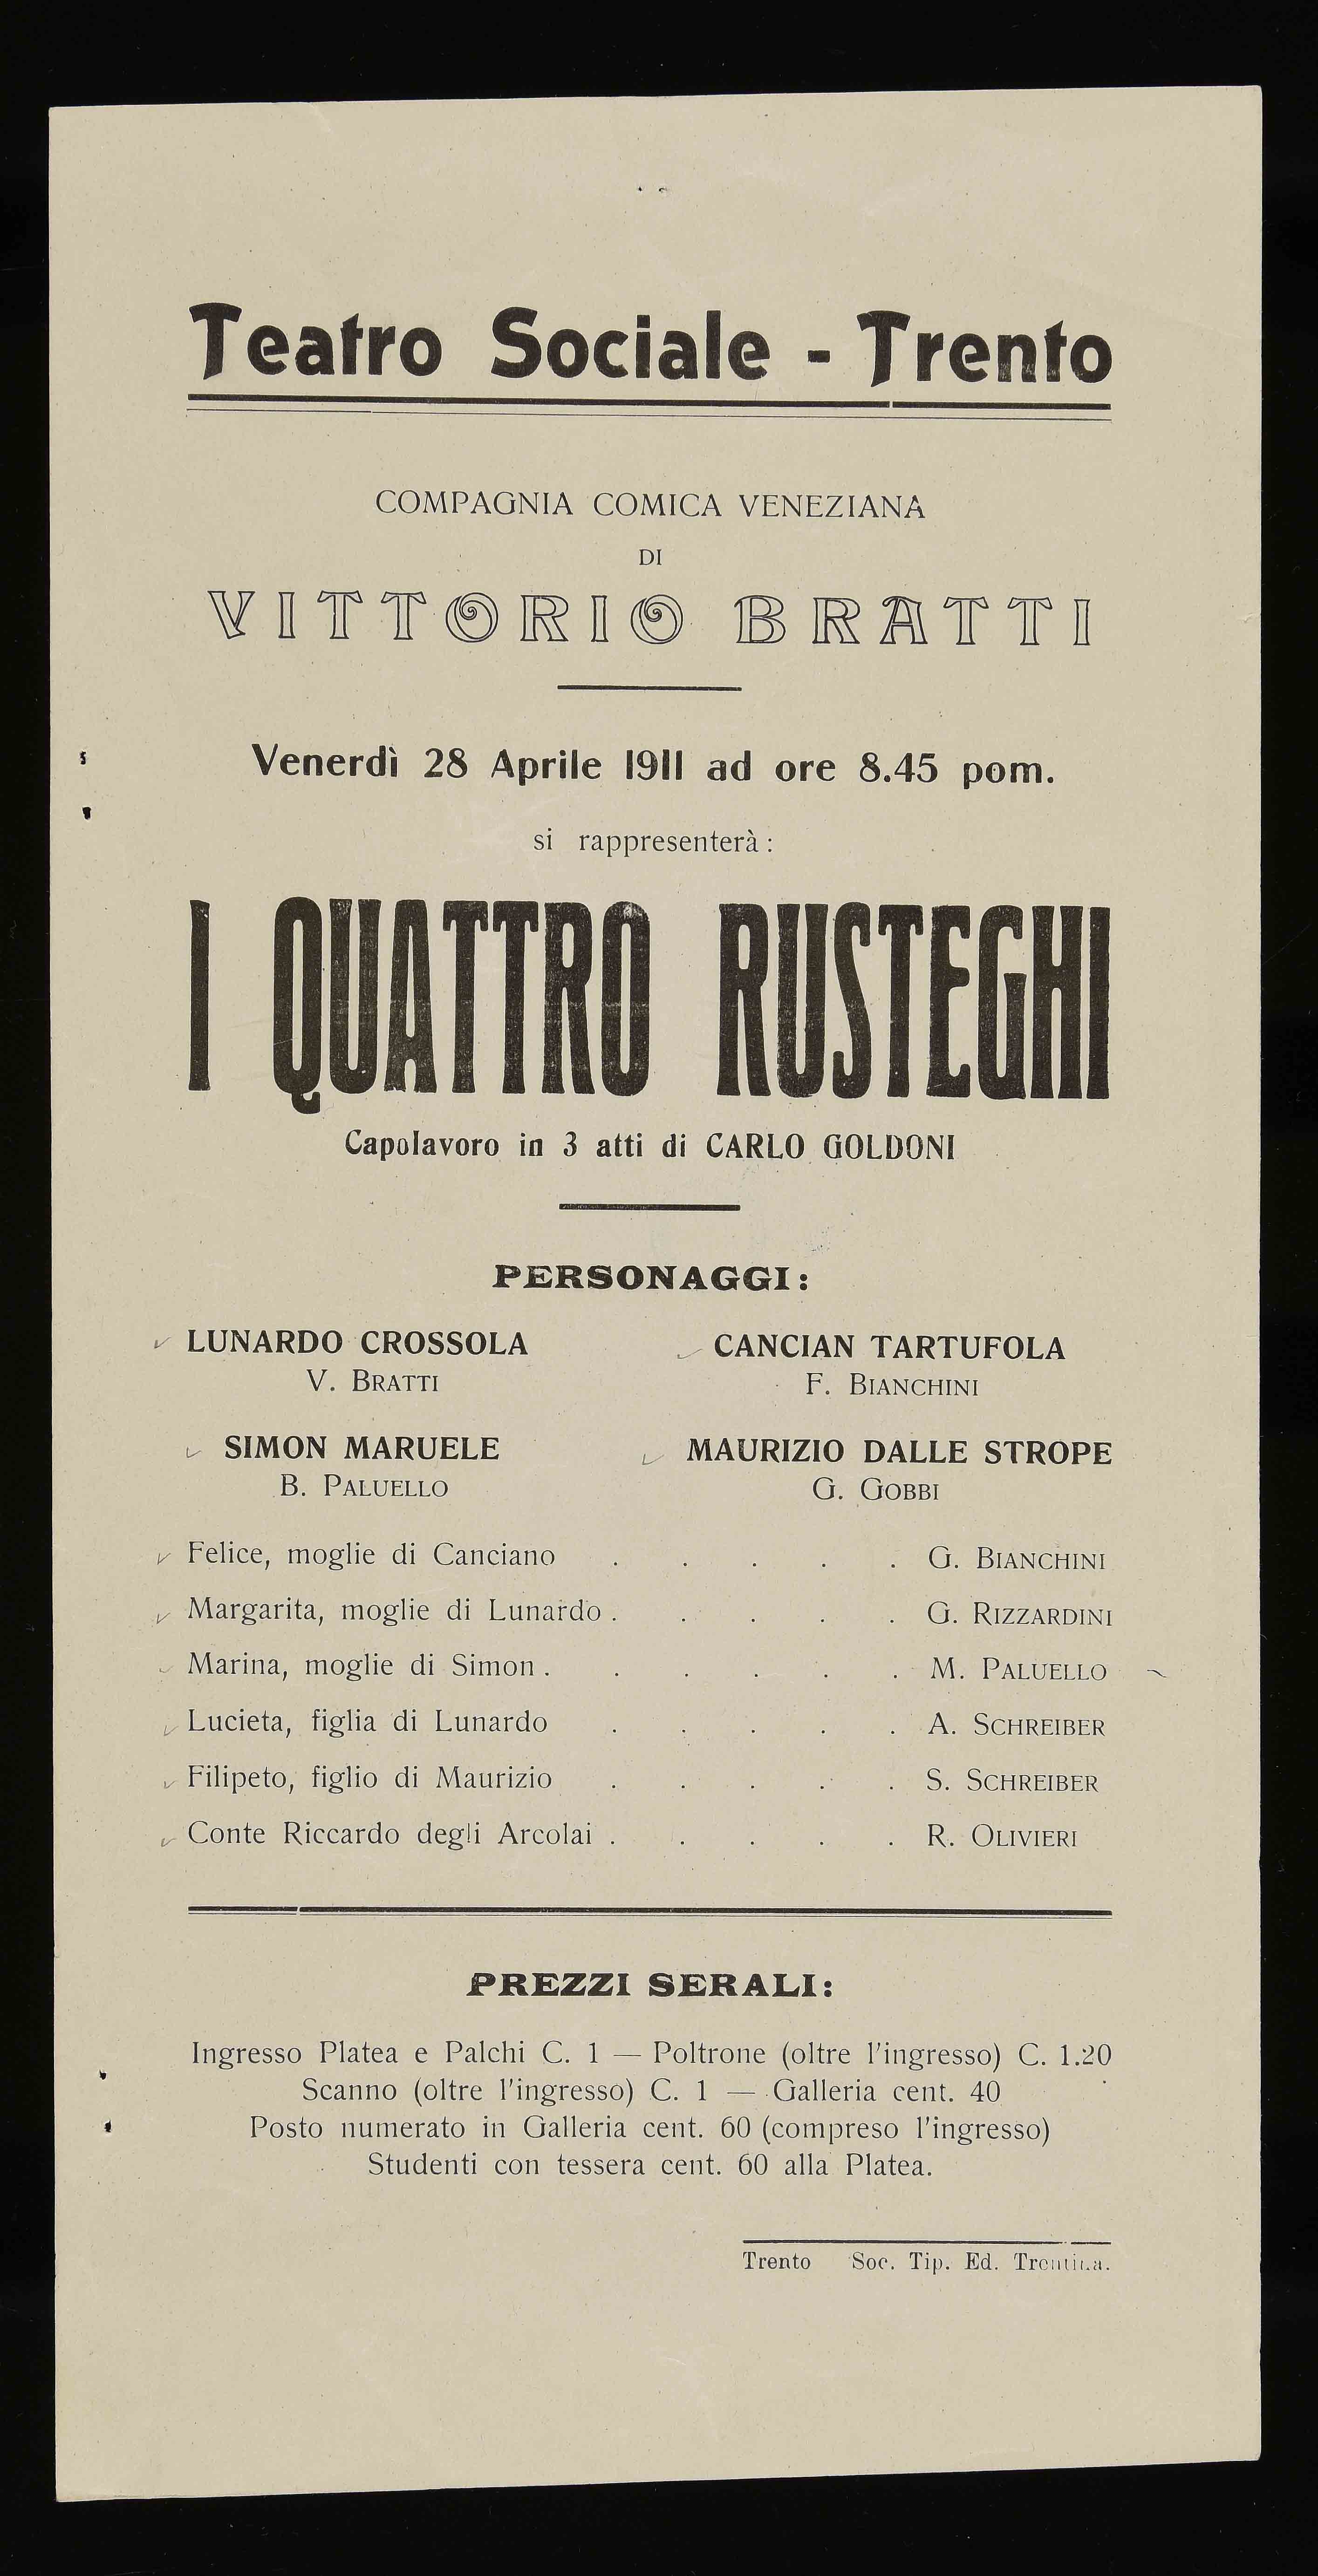 Teatro Sociale - Trento
COMPAGNIA COMICA VENEZIANA
DI
VITTORIO BRATTI
Venerdì 28 Aprile 1911 ad ore 8.45 pom.
si rappresenterà:
I QUATTRO RUSTEGHI
Capolavoro in 3 atti di CARLO GOLDONI
PERSONAGGI:
LUNARDO CROSSOLA CANCIAN TARTUFOLA
V. BRATTI F. BIANCHINI
SIMON MARUELE MAURIZIO DALLE STROPE
B. PALUELLO G. GOBBI
Felice, moglie di Canciano . . . . . G. BIANCHINI
Margarita, moglie di Lunardo . . . . . G. RIZZARDINI
Marina, moglie di Simon . . . . . . M. PALUELLO
Lucieta, figlia di Lunardo . . . . . A. SCHREIBER
Filipeto, figlio di Maurizio . . . . . S. SCHREIBER
Conte Riccardo degli Arcolai . . . . . R. OLIVIERI
PREZZI SERALI:
Ingresso Platea e Palchi C. 1 — Poltrone (oltre l'ingresso) C. 1.20
Scanno (oltre l'ingresso) C. 1 — Galleria cent. 40
Posto numerato in Galleria cent. 60 (compreso l'ingresso)
Studenti con tessera cent. 60 alla Platea.
Trento Soc. Tip. Ed. Trentina.